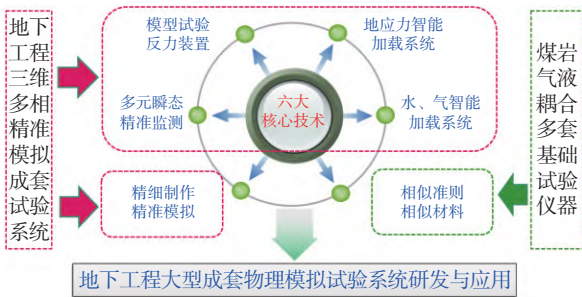 地下
工程
三维
多相
精准
模拟
成套
试验
系统
模型试验
反力装置
地应力智能
加载系统
多元瞬态
精准监测
六大
核心技术
水、气智能
加载系统
精细制作
精准模拟
相似准则
相似材料
煤岩
气液
耦合
多套
基础
试验
仪器
地下工程大型成套物理模拟试验系统研发与应用